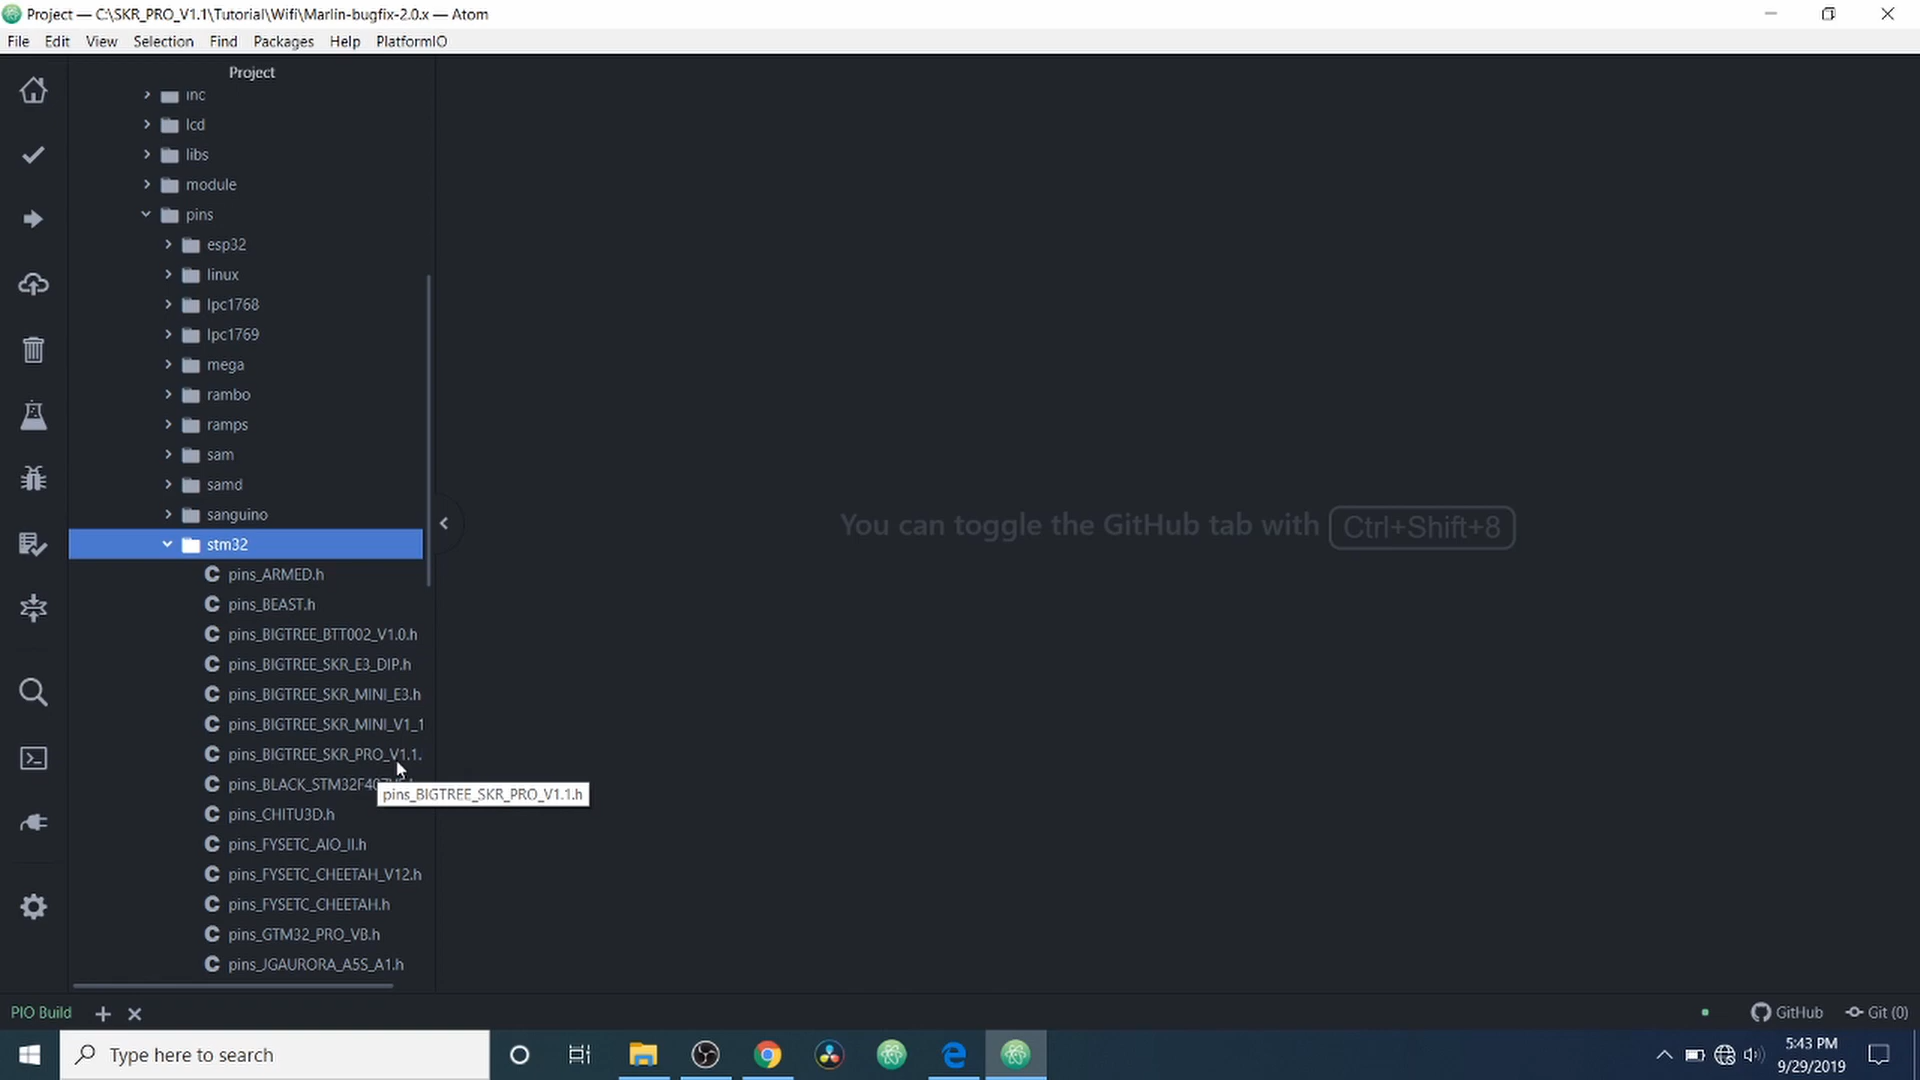 Project — C:\SKR_PRO_V1.1\Tutorial\Wifi\Marlin-bugfix-2.0.x — Atom
File Edit View Selection Find Packages Help PlatformIO
Project
inc
lcd
libs
module
pins
esp32
linux
lpc1768
lpc1769
mega
rambo
ramps
sam
samd
sanguino
stm32
pins_ARMED.h
pins_BEAST.h
pins_BIGTREE_BTT002_V1.0.h
pins_BIGTREE_SKR_E3_DIP.h
pins_BIGTREE_SKR_MINI_E3.h
pins_BIGTREE_SKR_MINI_V1_1
pins_BIGTREE_SKR_PRO_V1.1.
pins_BLACK_STM32F407V
pins_BIGTREE_SKR_PRO_V1.1.h
pins_CHITU3D.h
pins_FYSETC_AIO_II.h
pins_FYSETC_CHEETAH_V12.h
pins_FYSETC_CHEETAH.h
pins_GTM32_PRO_VB.h
pins_JGAURORA_A5S_A1.h
You can toggle the GitHub tab with Ctrl+Shift+8
PIO Build
GitHub Git (0)
Type here to search
5:43 PM
9/29/2019